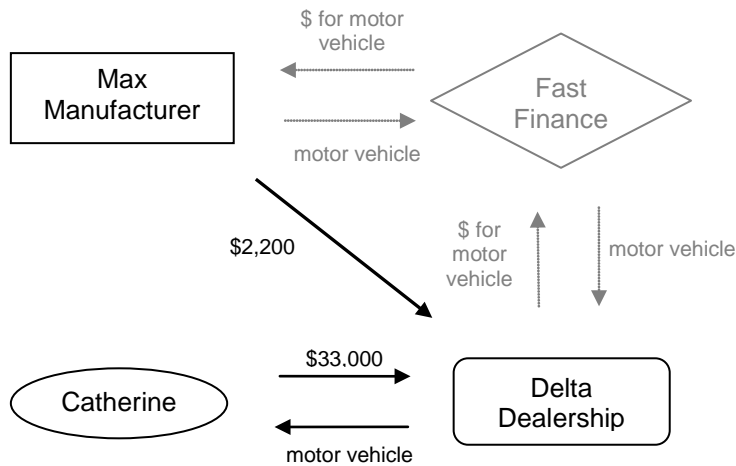 $ for motor
vehicle
Max
Manufacturer
Fast
Finance
motor vehicle
$2,200
$ for
motor
vehicle
motor vehicle
$33,000
Catherine
Delta
Dealership
motor vehicle